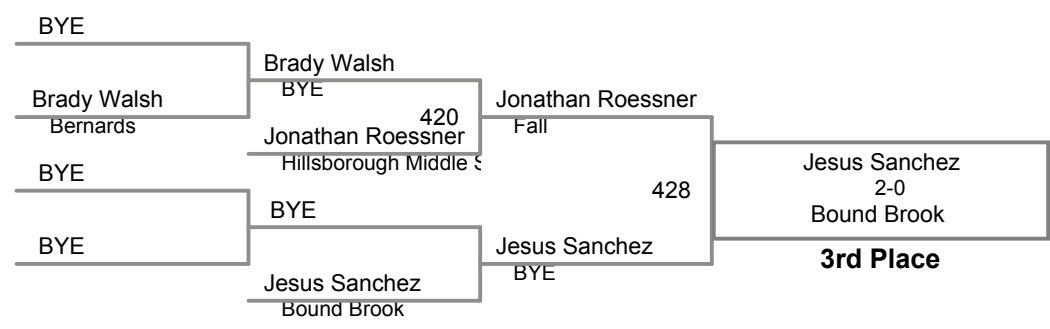 BYE
Brady Walsh
Bernards
BYE
BYE
Brady Walsh
BYE
420
Jonathan Roessner
Hillsborough Middle
BYE
Jesus Sanchez
Bound Brook
Jonathan Roessner
Fall
428
Jesus Sanchez
BYE
Jesus Sanchez
2-0
Bound Brook
3rd Place